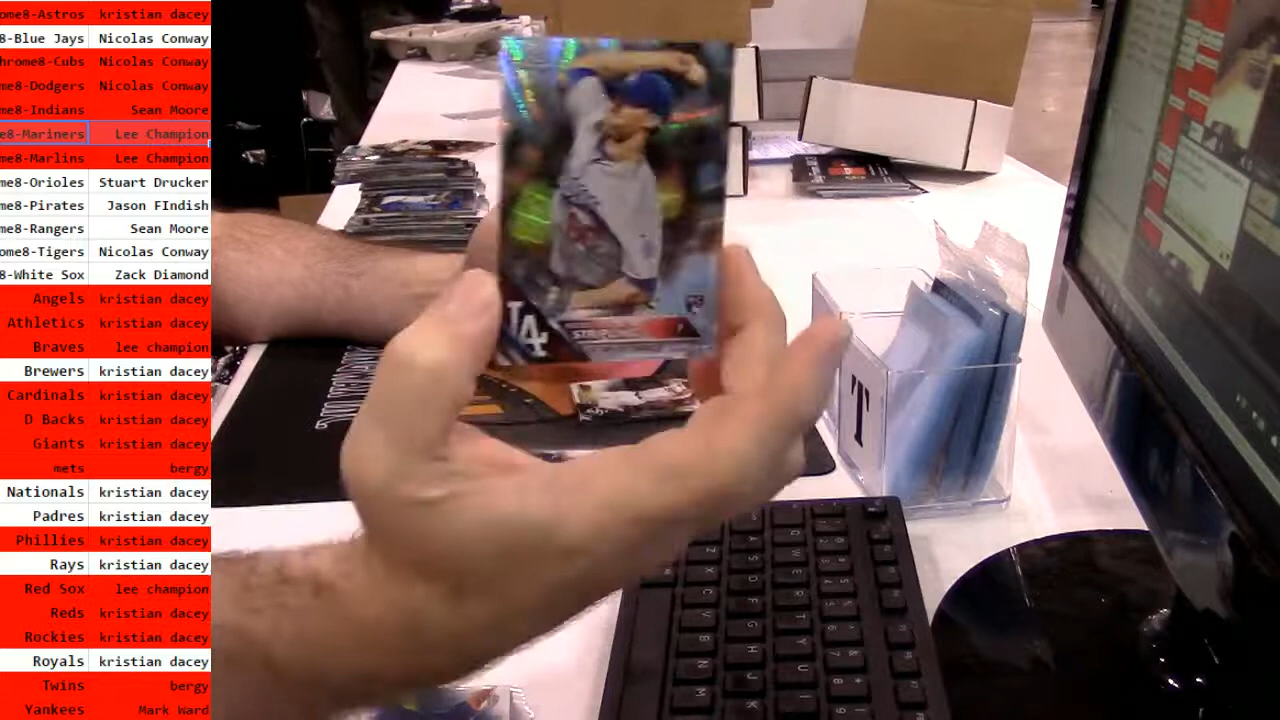 ome8-Astros kristian dacey
8-Blue Jays Nicolas Conway
hrome8-Cubs Nicolas Conway
me8-Dodgers Nicolas Conway
me8-Indians Sean Moore
e8-Mariners Lee Champion
me8-Marlins Lee Champion
me8-Orioles Stuart Drucker
me8-Pirates Jason FIndish
me8-Rangers Sean Moore
me8-Tigers Nicolas Conway
8-White Sox Zack Diamond
Angels kristian dacey
Athletics kristian dacey
Braves lee champion
Brewers kristian dacey
Cardinals kristian dacey
D Backs kristian dacey
Giants kristian dacey
mets bergy
Nationals kristian dacey
Padres kristian dacey
Phillies kristian dacey
Rays kristian dacey
Red Sox lee champion
Reds kristian dacey
Rockies kristian dacey
Royals kristian dacey
Twins bergy
Yankees Mark Ward
LA
T